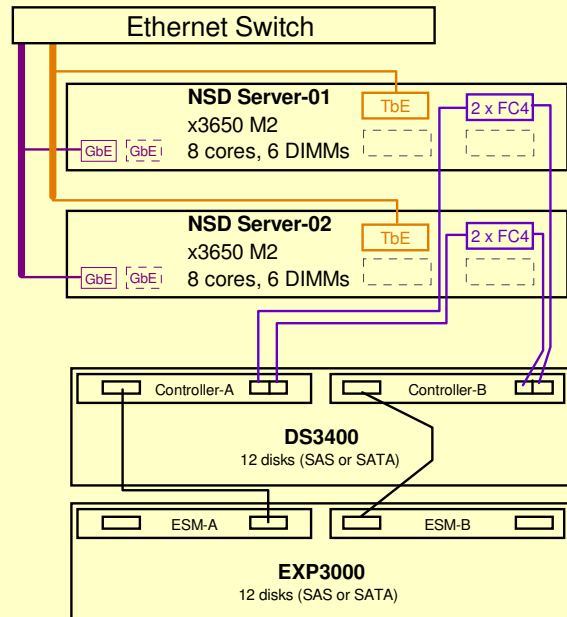 Ethernet Switch
NSD Server-01
TbE
2 x FC4
x3650 M2
GbE
GbE
8 cores, 6 DIMMs
NSD Server-02
TbE
2 x FC4
x3650 M2
GbE
GbE
8 cores, 6 DIMMs
Controller-A
Controller-B
DS3400
12 disks (SAS or SATA)
ESM-A
ESM-B
EXP3000
12 disks (SAS or SATA)